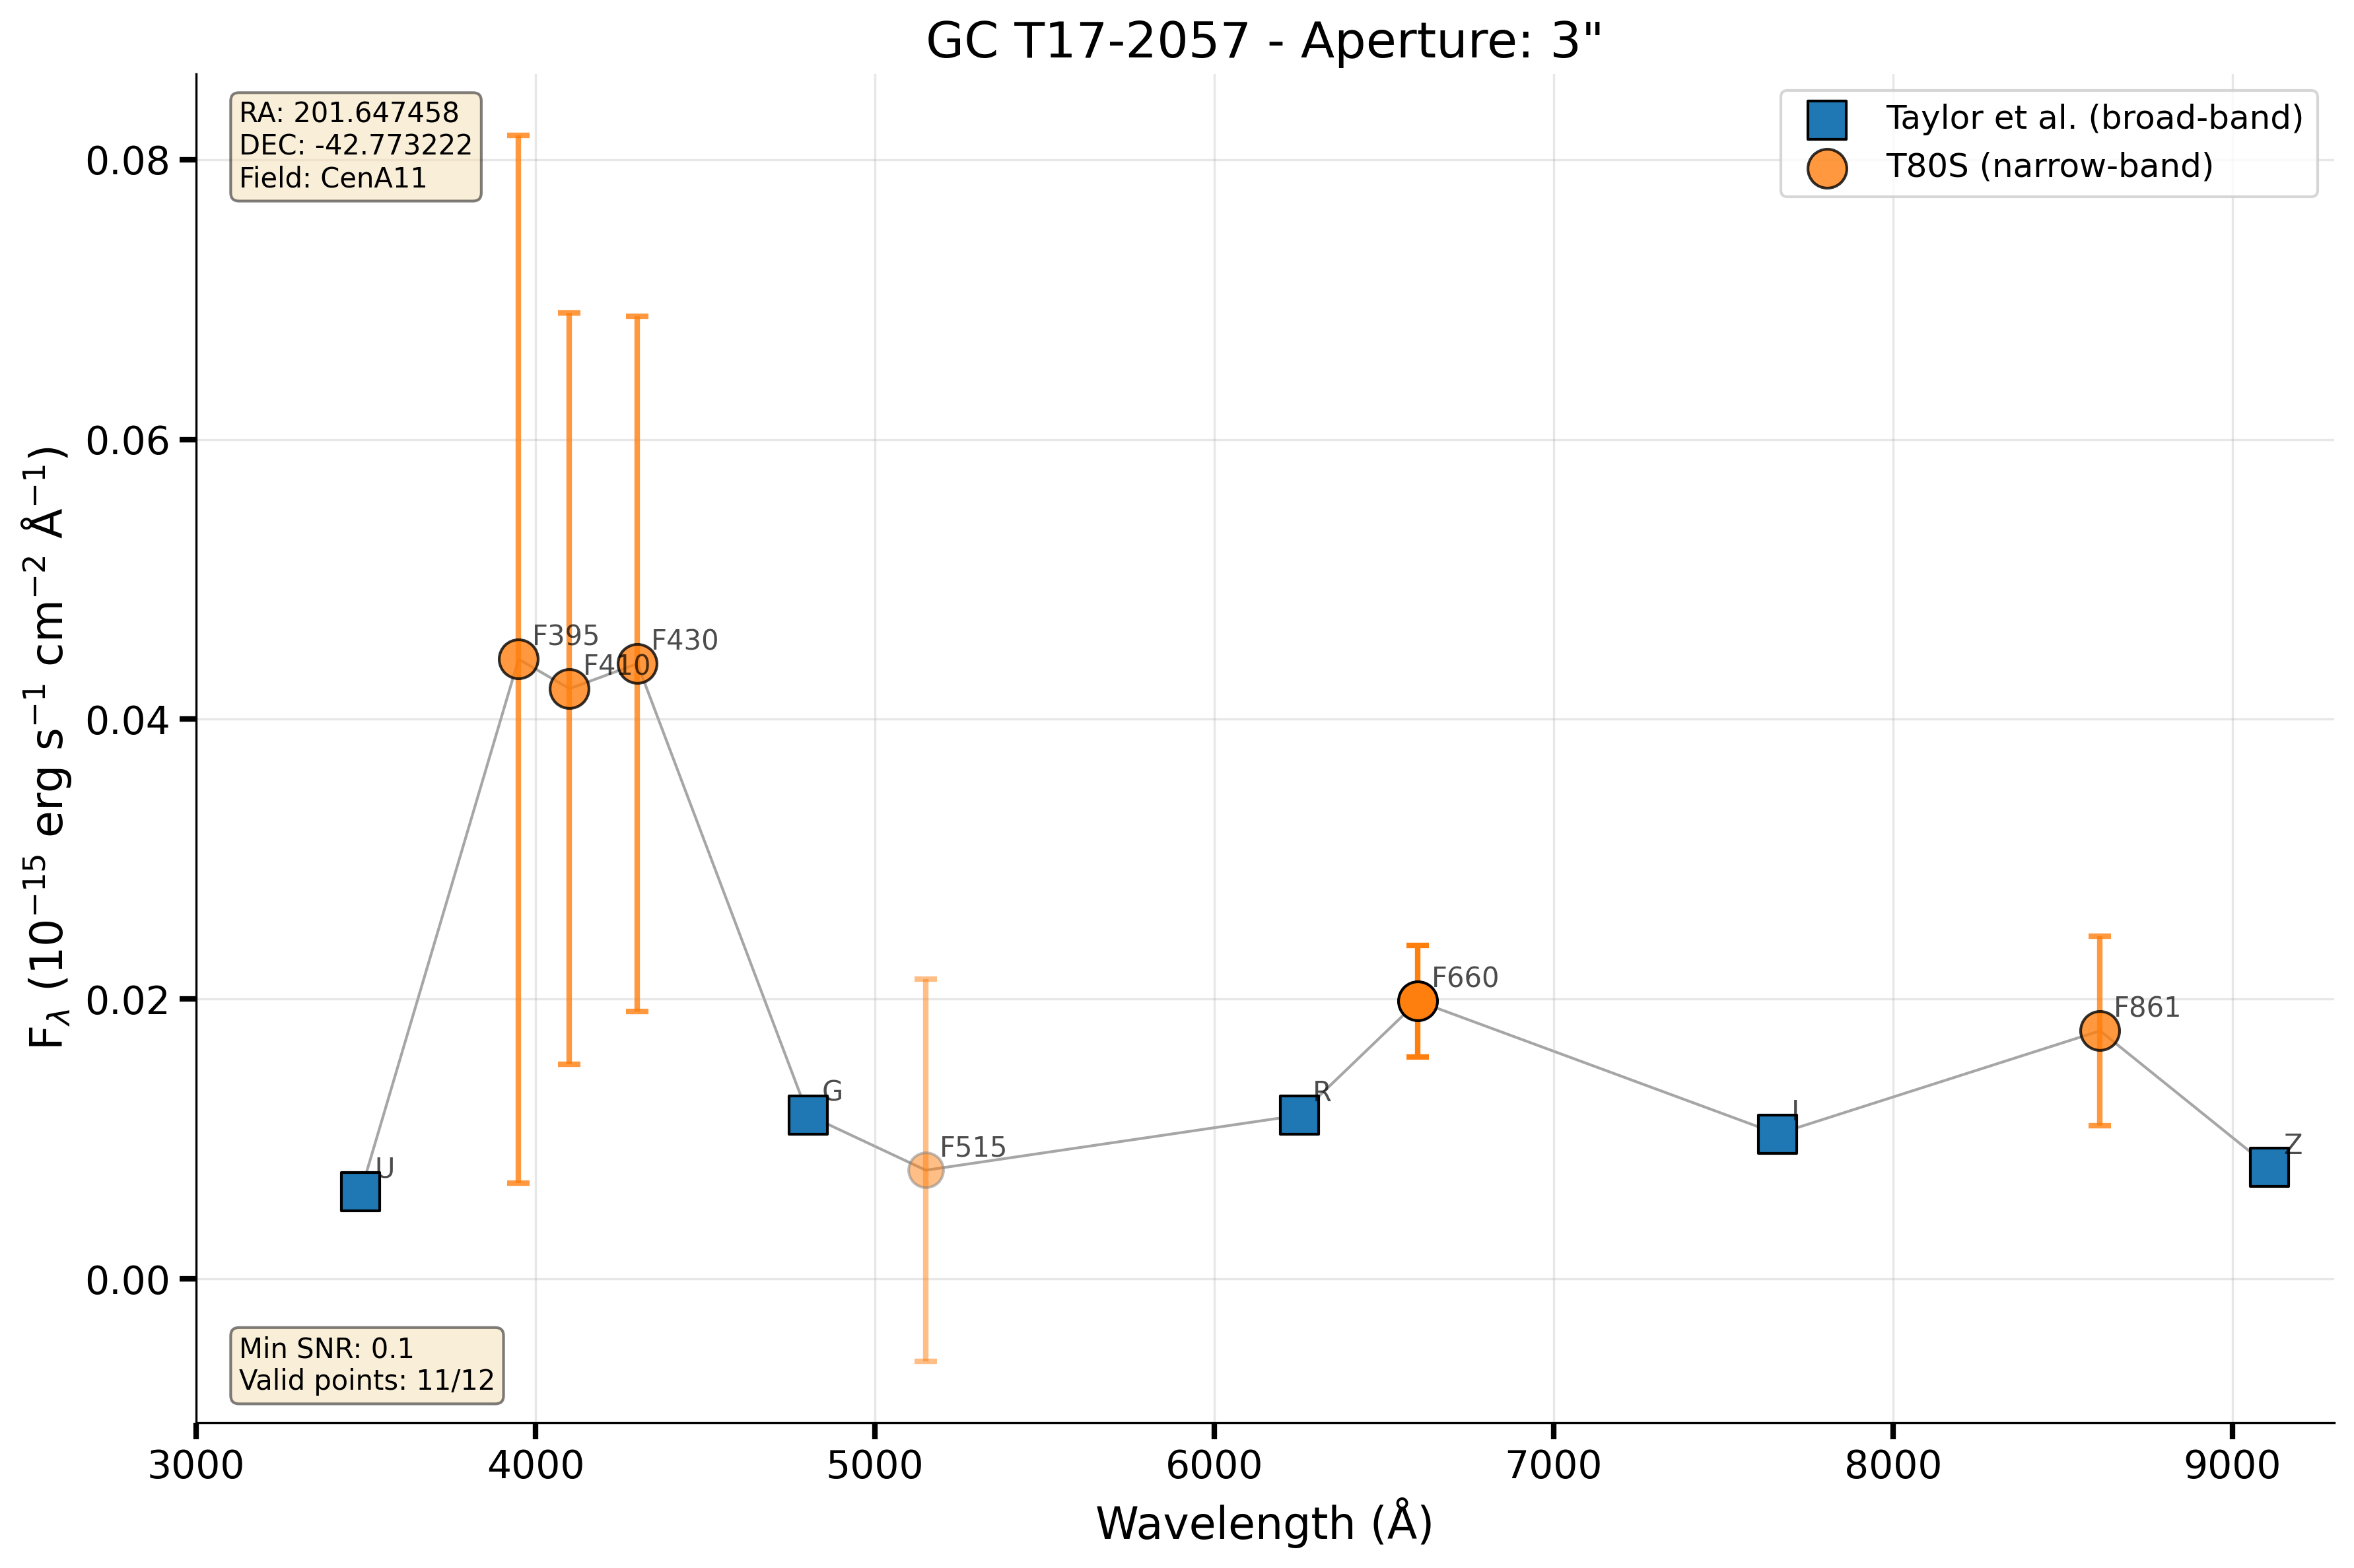 GC T17-2057 - Aperture: 3"
RA: 201.647458
DEC: -42.773222
Field: CenA11
Taylor et al. (broad-band)
T80S (narrow-band)
F_λ (10⁻¹⁵ erg s⁻¹ cm⁻² Å⁻¹)
0.08
0.06
0.04
0.02
0.00
U
F395
F410
F430
G
F515
R
F660
I
F861
Z
Min SNR: 0.1
Valid points: 11/12
3000
4000
5000
6000
7000
8000
9000
Wavelength (Å)